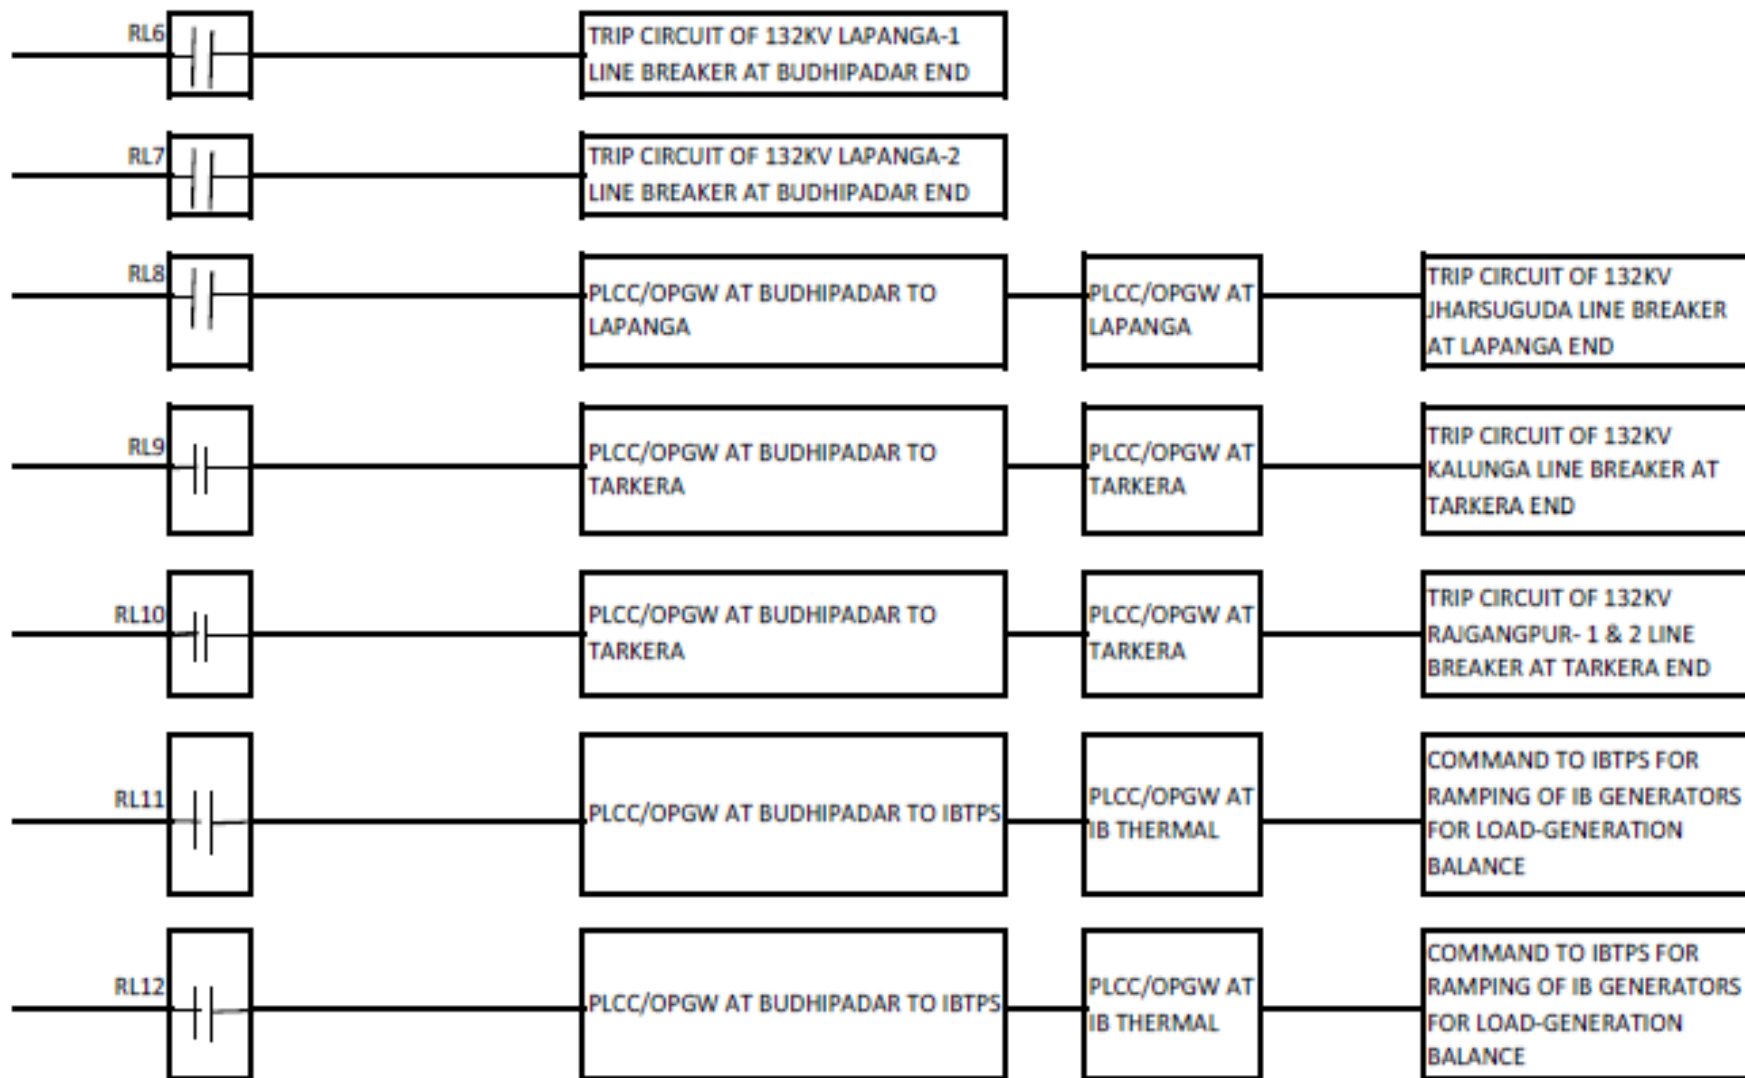 RL6
TRIP CIRCUIT OF 132KV LAPANGA-1
LINE BREAKER AT BUDHIPADAR END
RL7
TRIP CIRCUIT OF 132KV LAPANGA-2
LINE BREAKER AT BUDHIPADAR END
RL8
PLCC/OPGW AT BUDHIPADAR TO
LAPANGA
PLCC/OPGW AT
LAPANGA
TRIP CIRCUIT OF 132KV
JHARSUGUDA LINE BREAKER
AT LAPANGA END
RL9
PLCC/OPGW AT BUDHIPADAR TO
TARKERA
PLCC/OPGW AT
TARKERA
TRIP CIRCUIT OF 132KV
KALUNGA LINE BREAKER AT
TARKERA END
RL10
PLCC/OPGW AT BUDHIPADAR TO
TARKERA
PLCC/OPGW AT
TARKERA
TRIP CIRCUIT OF 132KV
RAJGANGPUR- 1 & 2 LINE
BREAKER AT TARKERA END
RL11
PLCC/OPGW AT BUDHIPADAR TO IBTPS
PLCC/OPGW AT
IB THERMAL
COMMAND TO IBTPS FOR
RAMPING OF IB GENERATORS
FOR LOAD-GENERATION
BALANCE
RL12
PLCC/OPGW AT BUDHIPADAR TO IBTPS
PLCC/OPGW AT
IB THERMAL
COMMAND TO IBTPS FOR
RAMPING OF IB GENERATORS
FOR LOAD-GENERATION
BALANCE